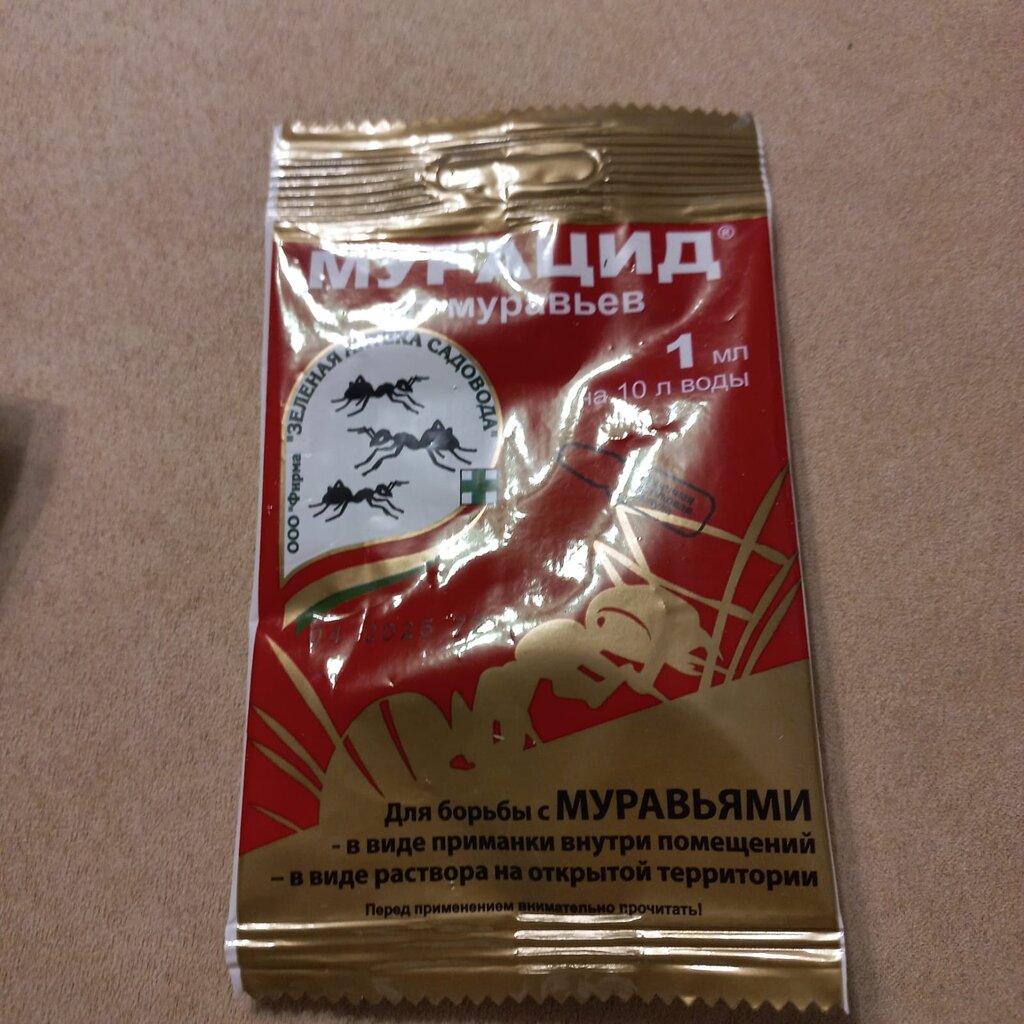 МУРАЦИД®
муравьев
1 мл
на 10 л воды
ООО "Фирма "ЗЕЛЕНАЯ АПТЕКА САДОВОДА"
2026
Для борьбы с МУРАВЬЯМИ
- в виде приманки внутри помещений
– в виде раствора на открытой территории
Перед применением внимательно прочитать!